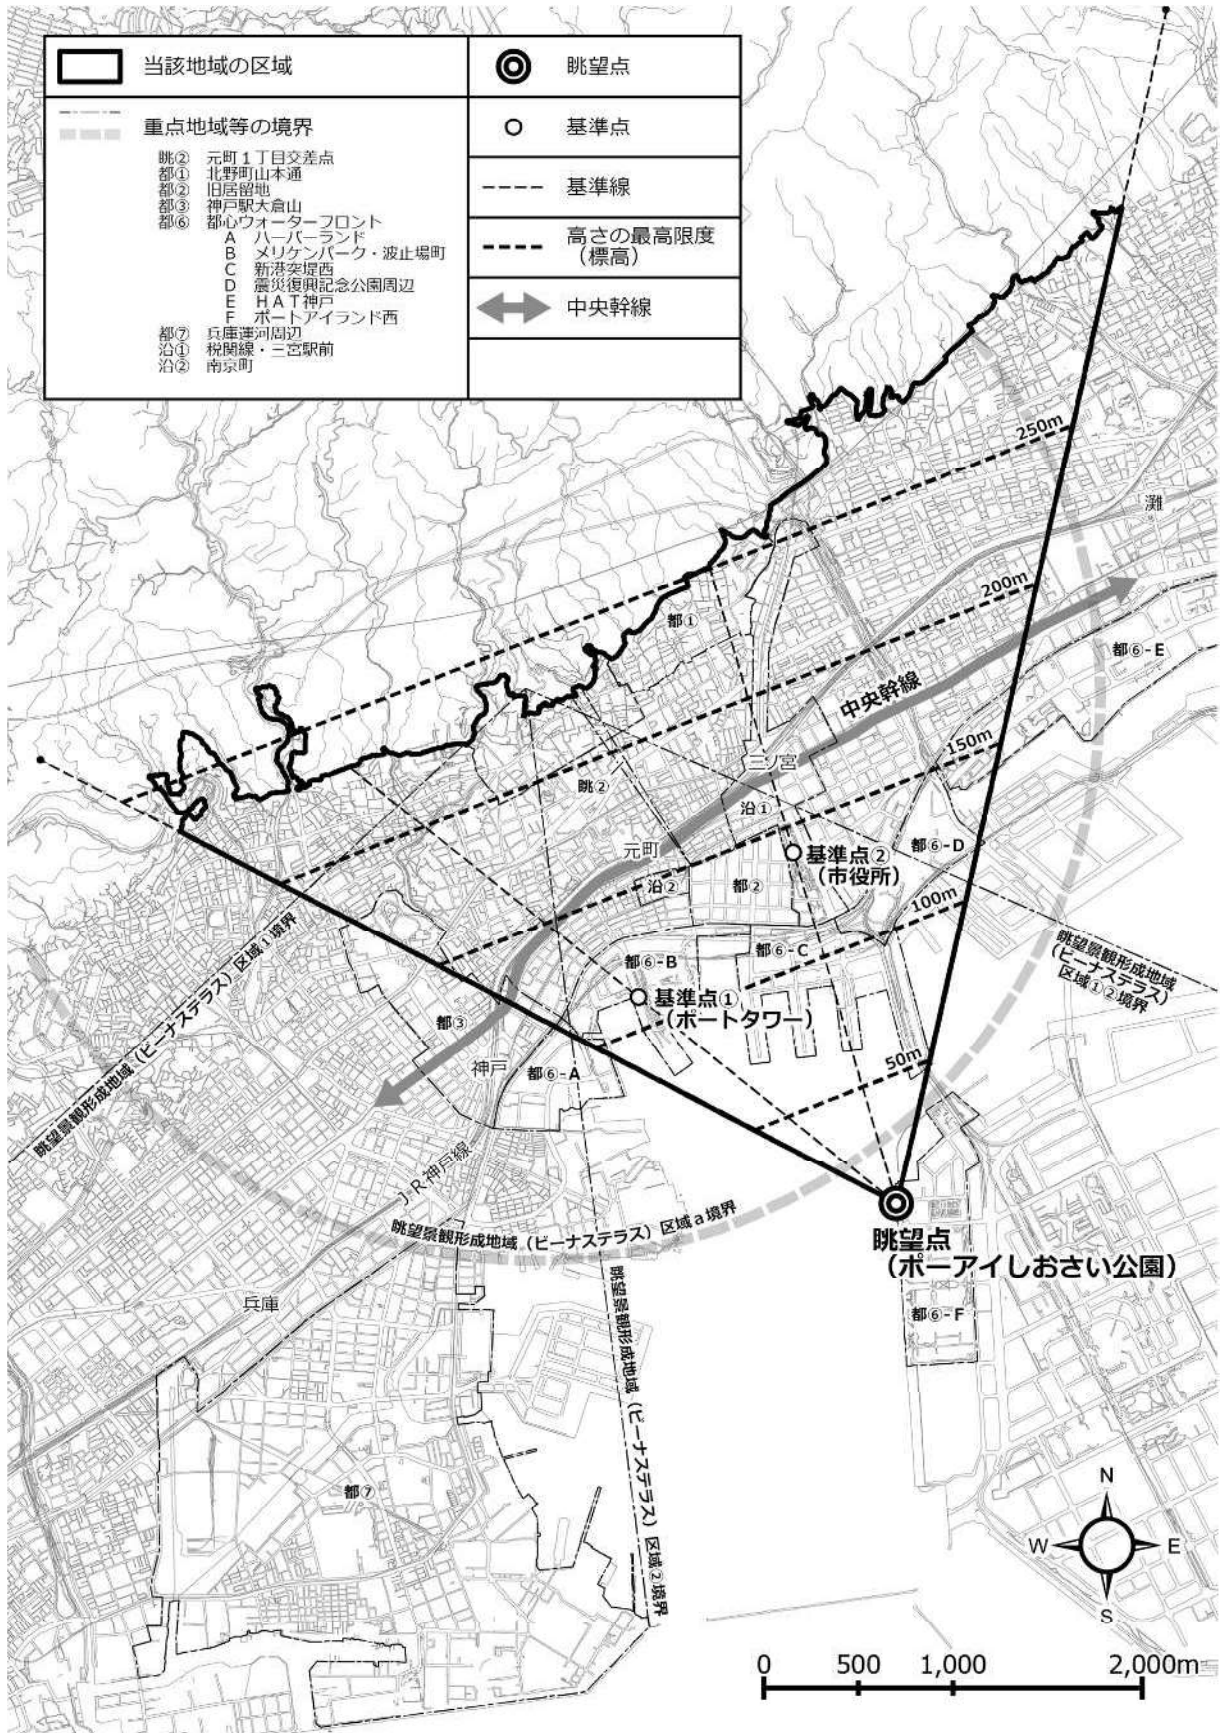 当該地域の区域
眺望点
重点地域等の境界
眺② 元町1丁目交差点
都① 北野町山本通
都② 旧居留地
都③ 神戸駅大倉山
都⑥ 都心ウォーターフロント
A ハーバーランド
B メリケンパーク・波止場町
C 新港突堤西
D 震災復興記念公園周辺
E HAT神戸
F ポートアイランド西
都⑦ 兵庫運河周辺
沿① 税関線・三宮駅前
沿② 南京町
基準点
基準線
高さの最高限度
(標高)
中央幹線
250m
灘
200m
都①
都⑥-E
中央幹線
150m
三ノ宮
眺②
沿①
元町
基準点②
(市役所)
都⑥-D
沿②
都②
100m
眺望景観形成地域
(ビーナステラス)
区域①②境界
都⑥-B
都⑥-C
基準点①
(ポートタワー)
眺望景観形成地域(ビーナステラス)区域①境界
都③
神戸
都⑥-A
50m
JR神戸線
眺望景観形成地域(ビーナステラス)区域a境界
眺望点
(ポーアイしおさい公園)
眺望景観形成地域(ビーナステラス)区域②境界
兵庫
都⑥-F
都⑦
N
W
E
S
0 500 1,000 2,000m